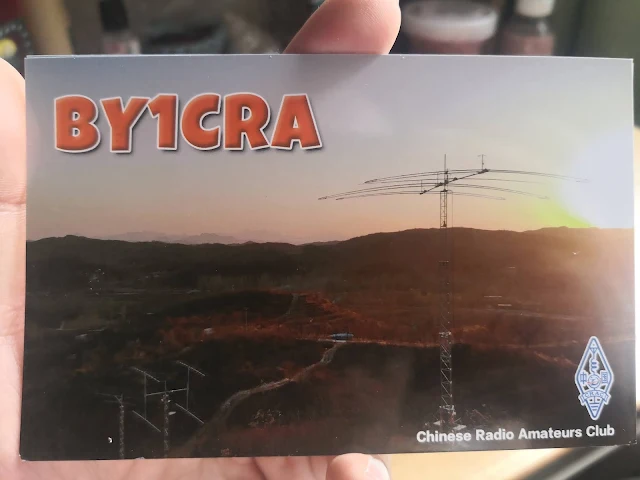 BY1CRA
Chinese Radio Amateurs Club